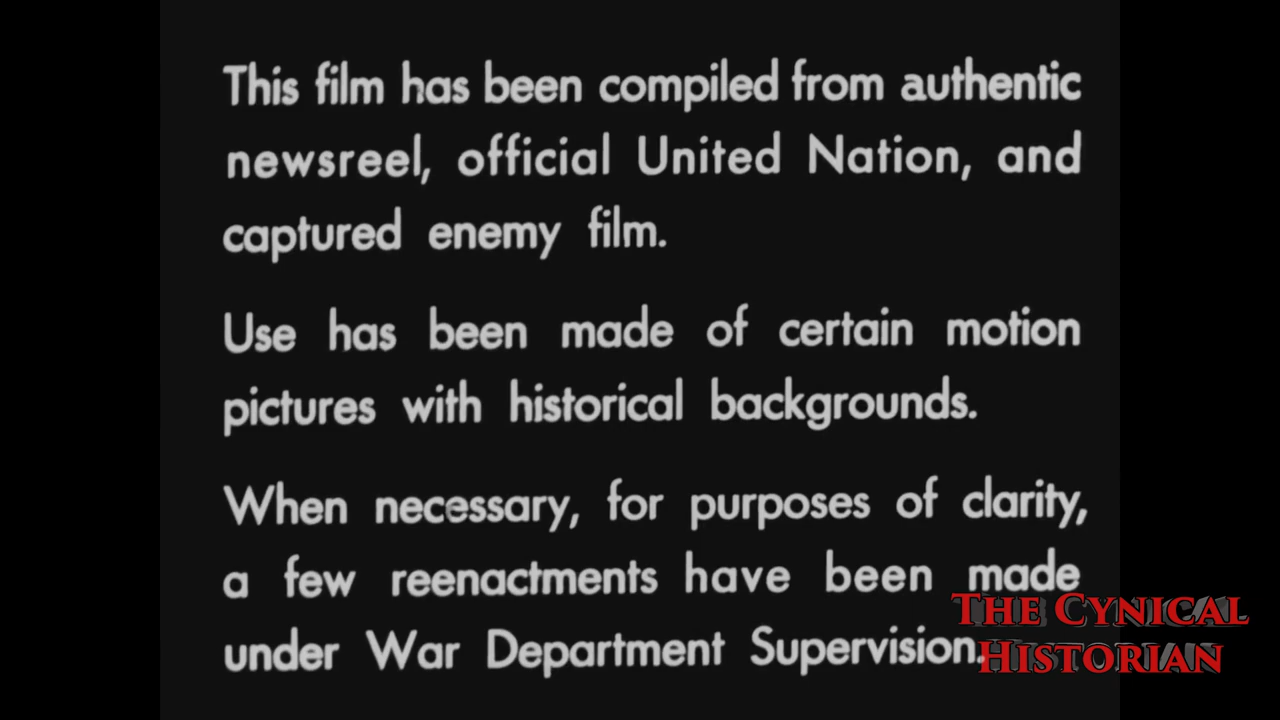 This film has been compiled from authentic
newsreel, official United Nation, and
captured enemy film.
Use has been made of certain motion
pictures with historical backgrounds.
When necessary, for purposes of clarity,
a few reenactments have been made
under War Department Supervision.
THE CYNICAL
HISTORIAN